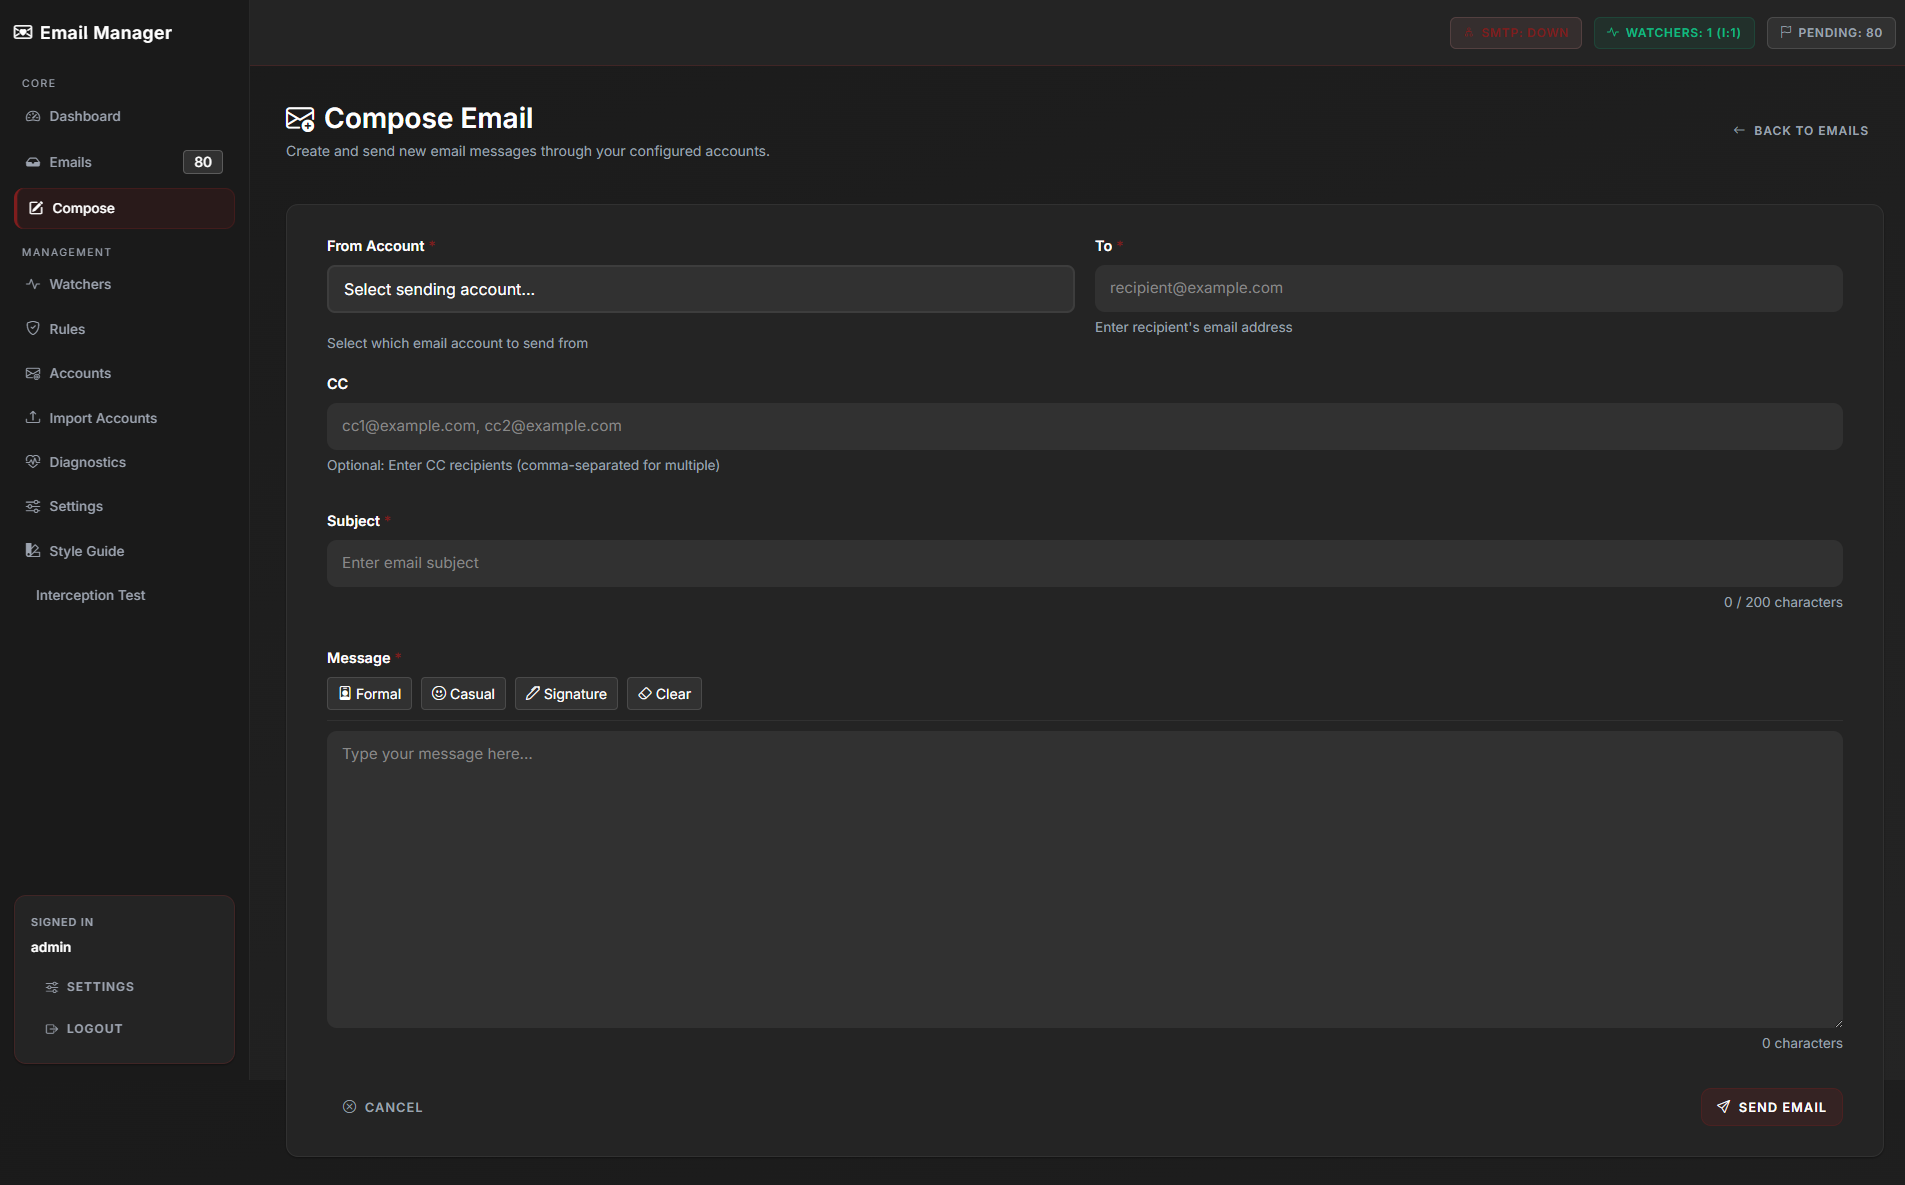 Email Manager
SMTP: DOWN
WATCHERS: 1 (I:1)
PENDING: 80
CORE
Dashboard
Emails 80
Compose
MANAGEMENT
Watchers
Rules
Accounts
Import Accounts
Diagnostics
Settings
Style Guide
Interception Test
SIGNED IN
admin
SETTINGS
LOGOUT
Compose Email
Create and send new email messages through your configured accounts.
BACK TO EMAILS
From Account *
Select sending account...
Select which email account to send from
To *
recipient@example.com
Enter recipient's email address
CC
cc1@example.com, cc2@example.com
Optional: Enter CC recipients (comma-separated for multiple)
Subject *
Enter email subject
0 / 200 characters
Message *
Formal Casual Signature Clear
Type your message here...
0 characters
CANCEL
SEND EMAIL